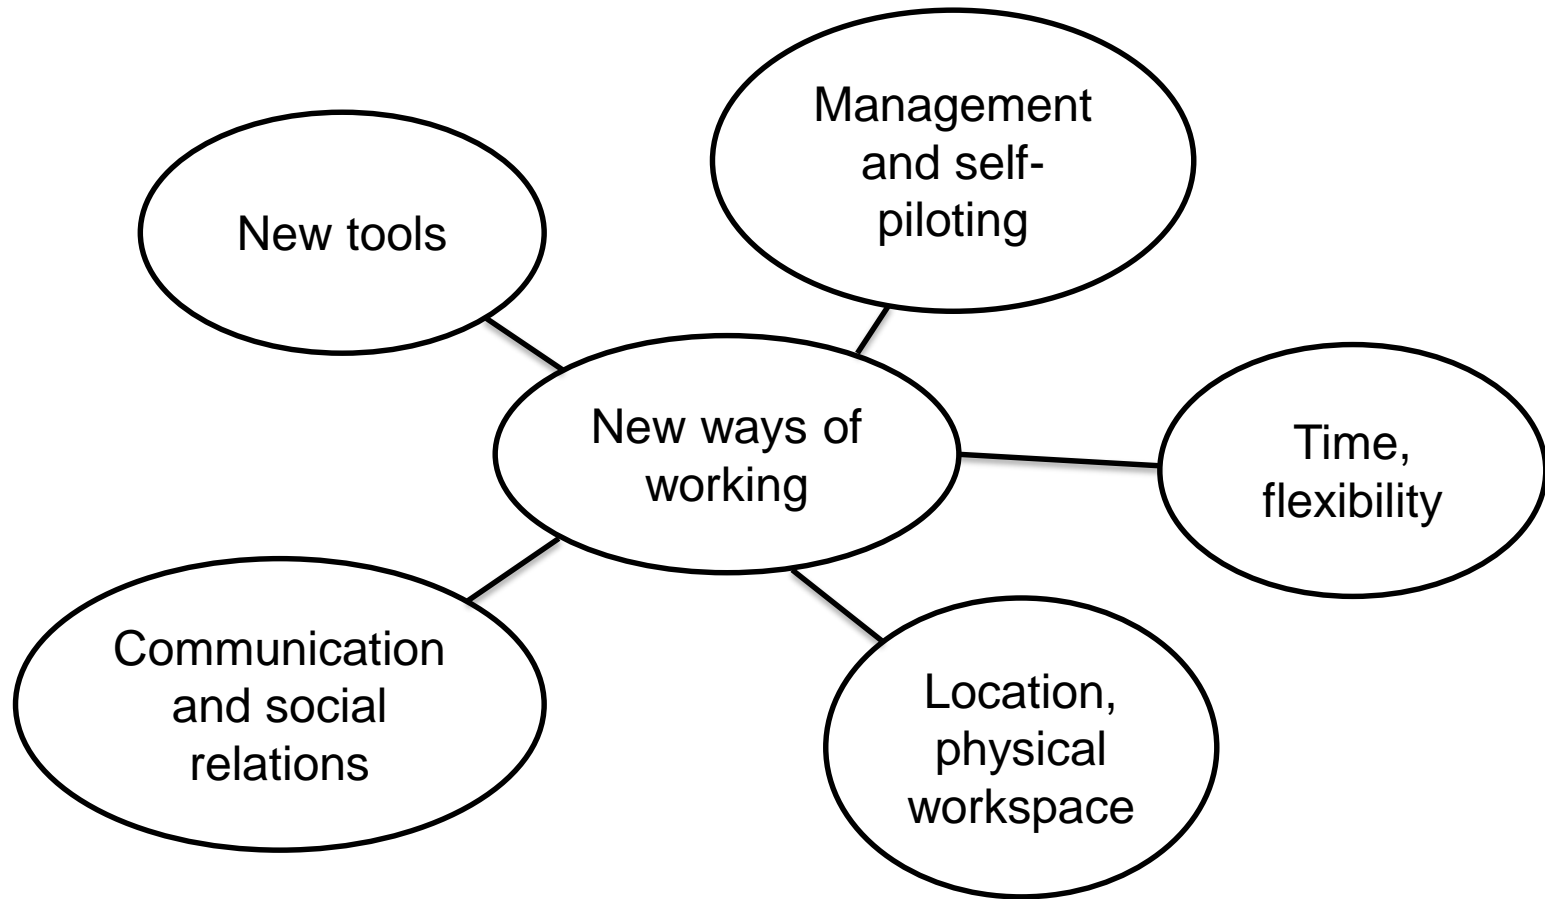 Management
and self-
piloting
New tools
New ways of
working
Time,
flexibility
Communication
and social
relations
Location,
physical
workspace